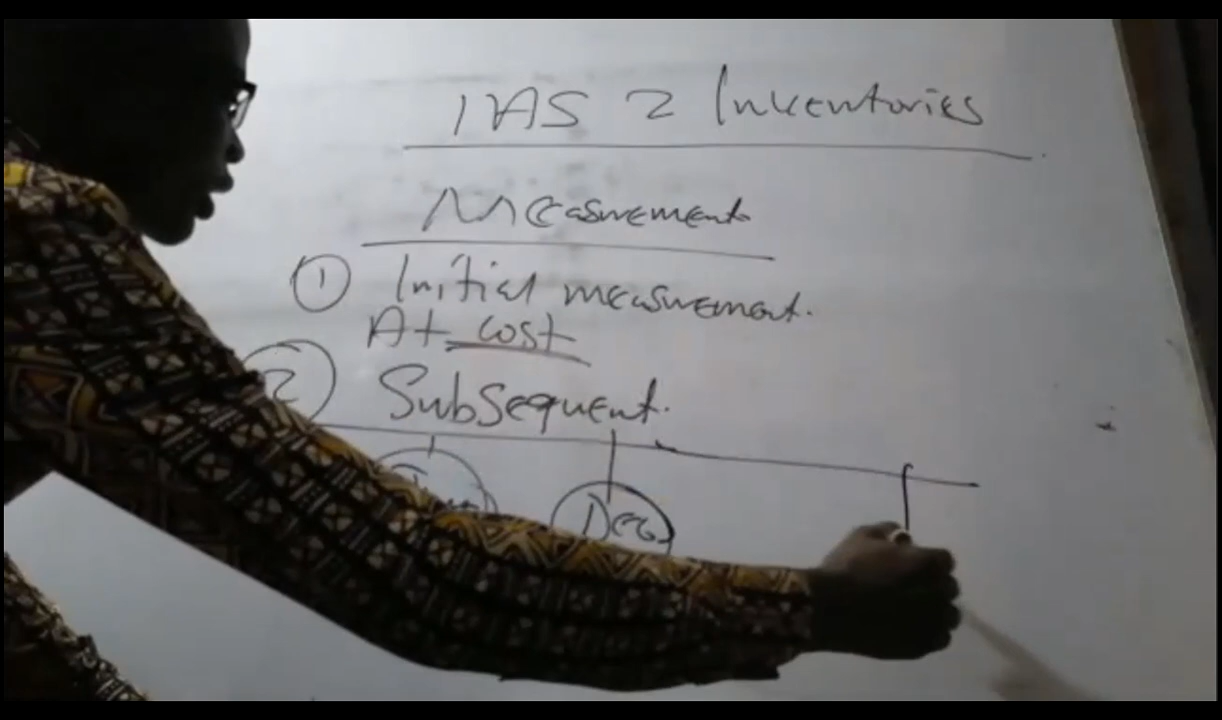 IAS 2 Inventories
Measurement
① Initial measurement.
At cost
② Subsequent.
Dec